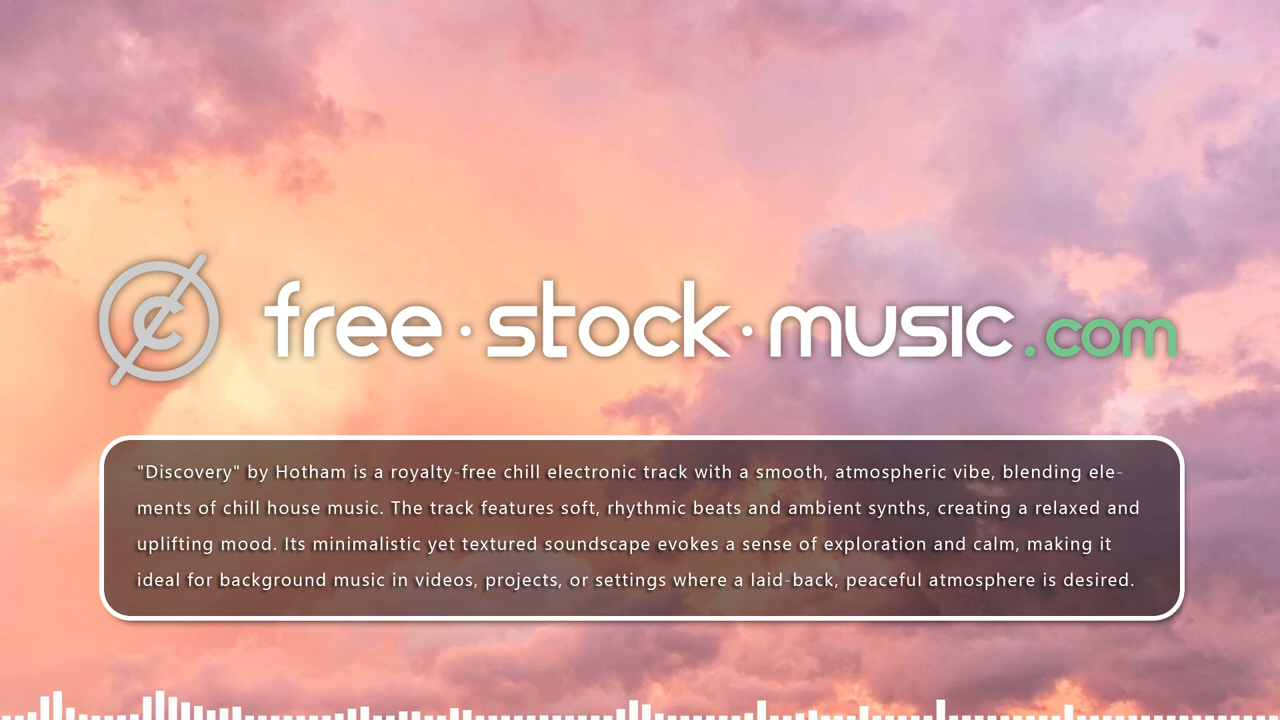 free·stock·music.com
"Discovery" by Hotham is a royalty-free chill electronic track with a smooth, atmospheric vibe, blending ele-
ments of chill house music. The track features soft, rhythmic beats and ambient synths, creating a relaxed and
uplifting mood. Its minimalistic yet textured soundscape evokes a sense of exploration and calm, making it
ideal for background music in videos, projects, or settings where a laid-back, peaceful atmosphere is desired.